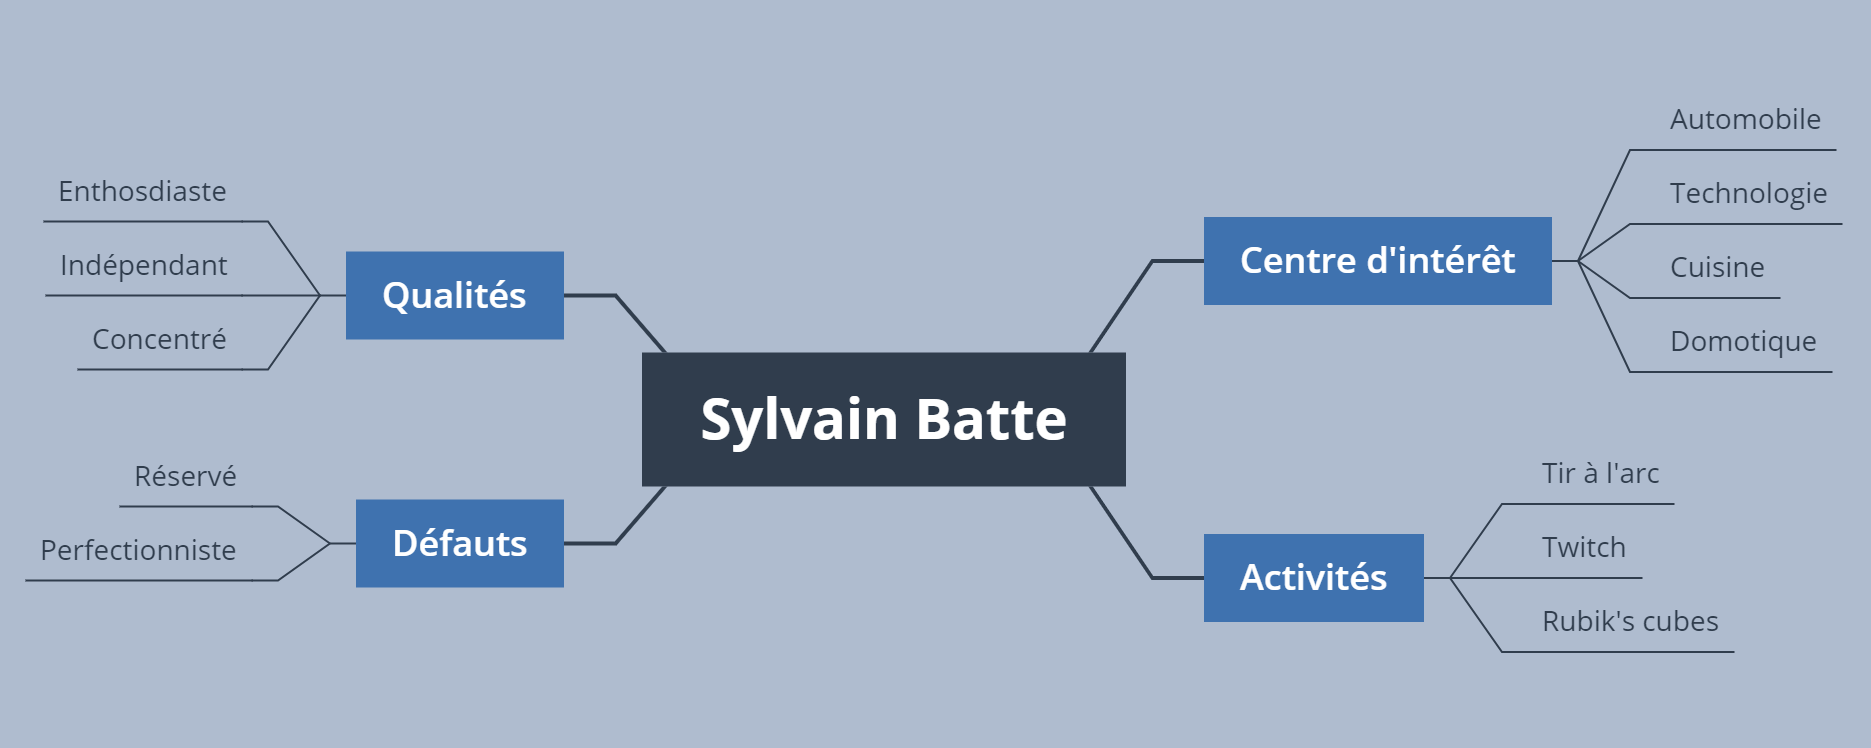 Sylvain Batte
Qualités
Enthosdiaste
Indépendant
Concentré
Défauts
Réservé
Perfectionniste
Centre d'intérêt
Automobile
Technologie
Cuisine
Domotique
Activités
Tir à l'arc
Twitch
Rubik's cubes